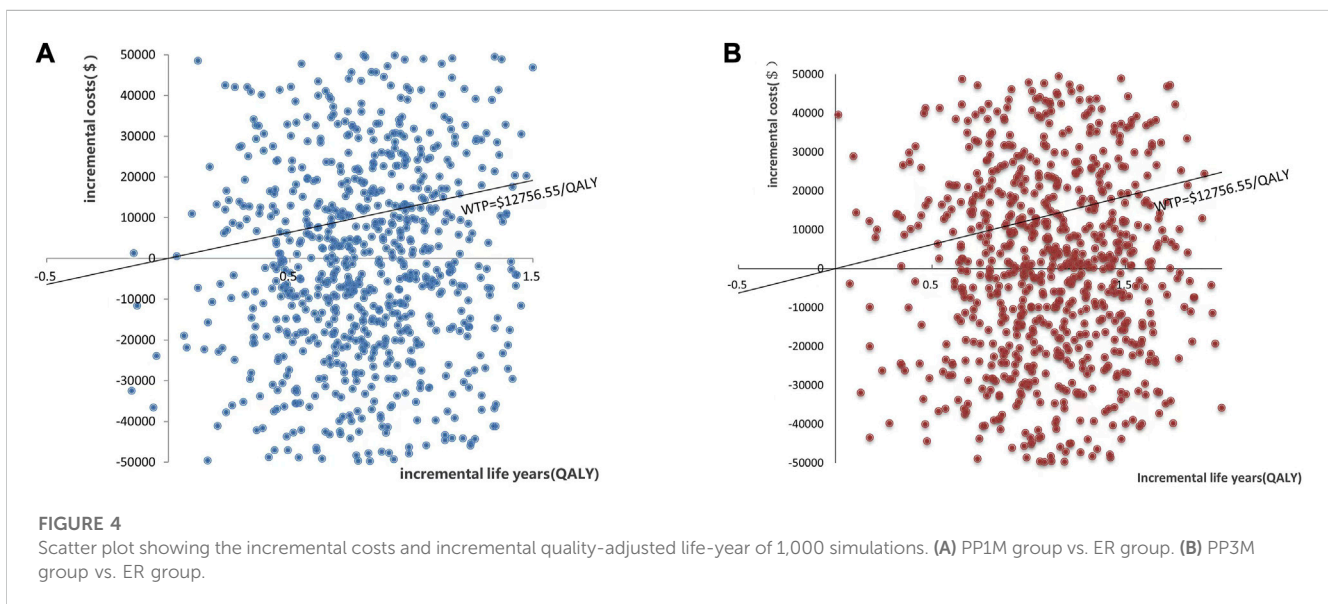 A
50000
40000
30000
20000
10000
0
-10000
-20000
-30000
-40000
-50000
-0.5
0.5
1.5
incremental costs($)
WTP=$12756.55/QALY
incremental life years(QALY)
B
50000
40000
30000
20000
10000
0
-10000
-20000
-30000
-40000
-50000
-0.5
0.5
1.5
incremental costs($)
WTP=$12756.55/QALY
Incremental life years(QALY)
FIGURE 4
Scatter plot showing the incremental costs and incremental quality-adjusted life-year of 1,000 simulations. (A) PP1M group vs. ER group. (B) PP3M
group vs. ER group.